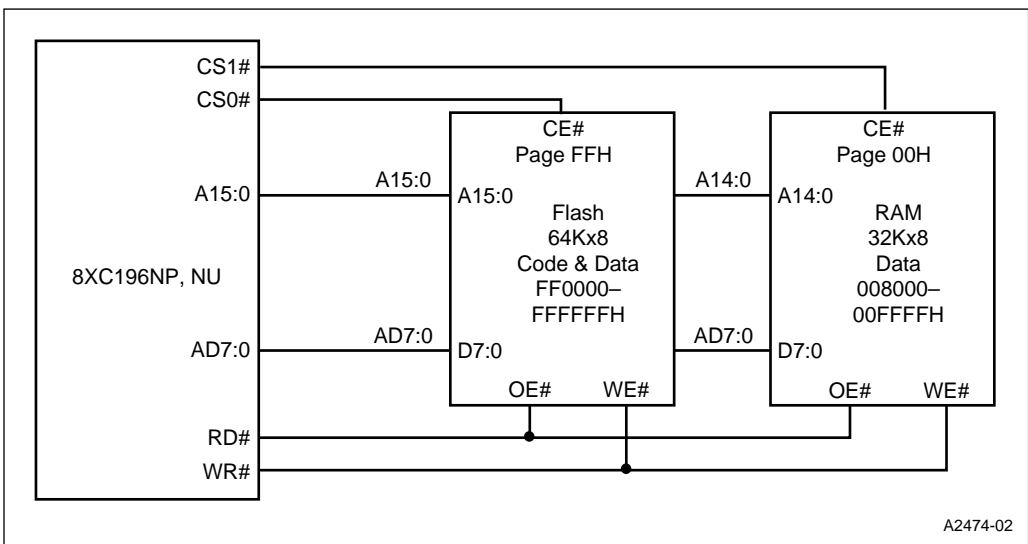 CS1#
CS0#
A15:0
8XC196NP, NU
AD7:0
RD#
WR#
A15:0
AD7:0
CE#
Page FFH
A15:0
Flash
64Kx8
Code & Data
FF0000–
FFFFFFH
D7:0
OE# WE#
A14:0
AD7:0
CE#
Page 00H
A14:0
RAM
32Kx8
Data
008000–
00FFFFH
D7:0
OE# WE#
A2474-02